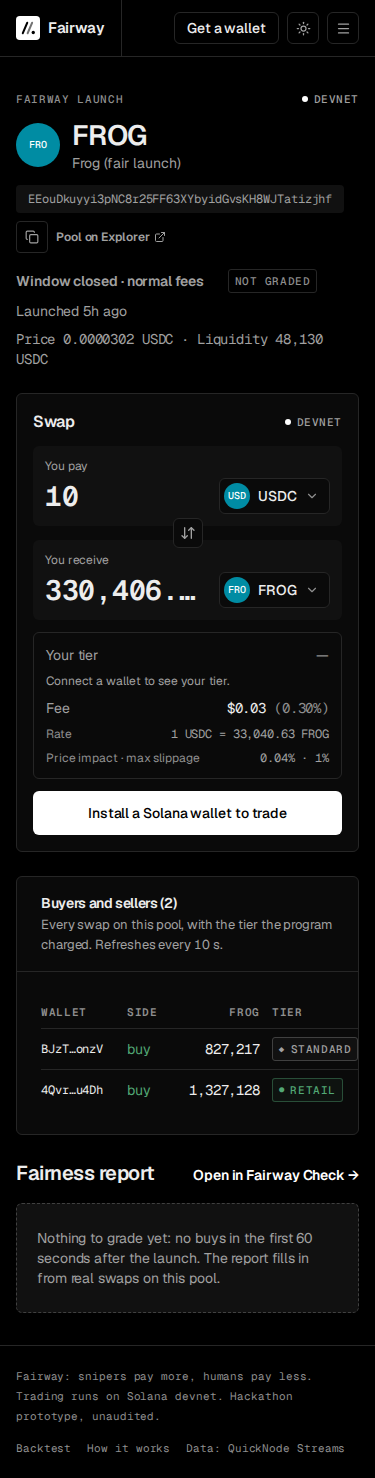 Fairway
Get a wallet
FAIRWAY LAUNCH
DEVNET
FRO
FROG
Frog (fair launch)
EEouDkuyyi3pNC8r25FF63XYbyidGvsKH8WJTatizjhf
Pool on Explorer
Window closed · normal fees
NOT GRADED
Launched 5h ago
Price 0.0000302 USDC · Liquidity 48,130
USDC
Swap
DEVNET
You pay
10
USD
USDC
You receive
330,406.…
FRO
FROG
Your tier —
Connect a wallet to see your tier.
Fee $0.03 (0.30%)
Rate 1 USDC = 33,040.63 FROG
Price impact · max slippage 0.04% · 1%
Install a Solana wallet to trade
Buyers and sellers (2)
Every swap on this pool, with the tier the program
charged. Refreshes every 10 s.
WALLET SIDE FROG TIER
BJzT…onzV buy 827,217 STANDARD
4Qvr…u4Dh buy 1,327,128 RETAIL
Fairness report
Open in Fairway Check →
Nothing to grade yet: no buys in the first 60
seconds after the launch. The report fills in
from real swaps on this pool.
Fairway: snipers pay more, humans pay less.
Trading runs on Solana devnet. Hackathon
prototype, unaudited.
Backtest How it works Data: QuickNode Streams